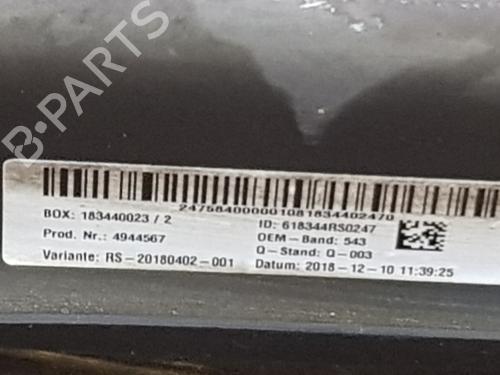 B-PARTS
247584000001081834402470
BOX: 183440023 / 2
ID: 618344RS0247
Prod. Nr.: 4944567
OEM-Band: 543
Q-Stand: Q-003
Variante: RS-20180402-001
Datum: 2018-12-10 11:39:25